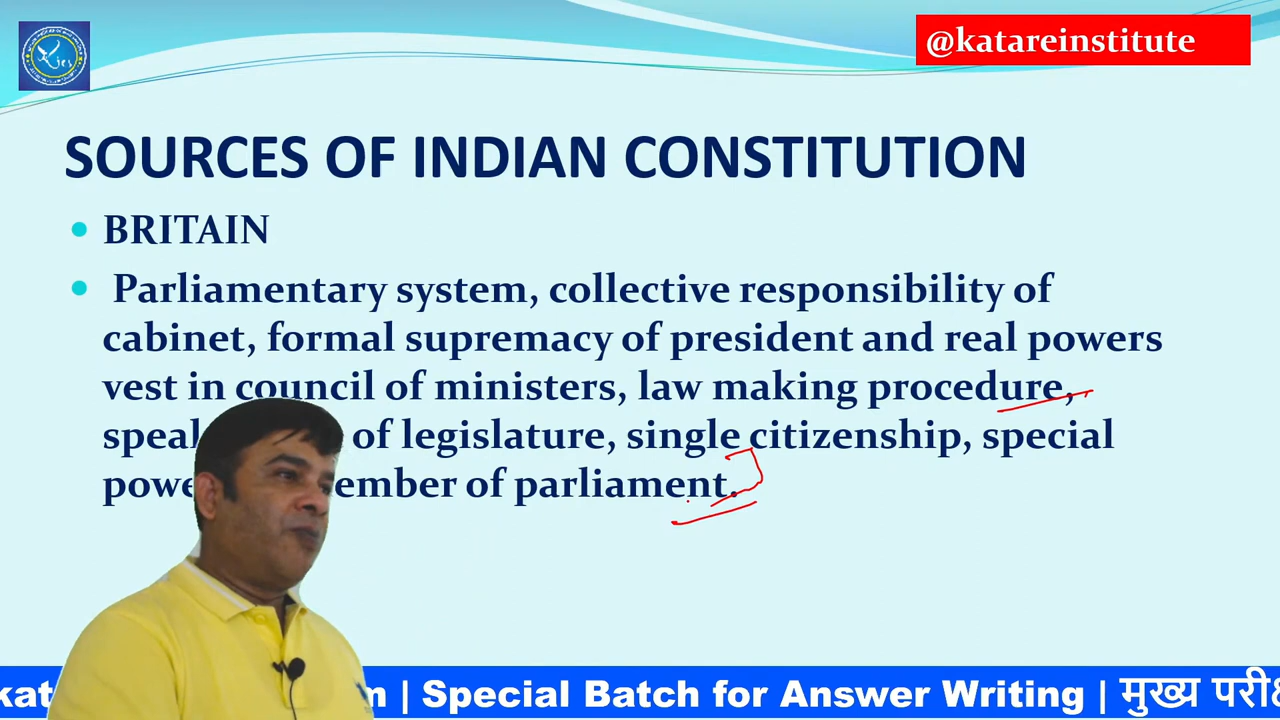 @katareinstitute
SOURCES OF INDIAN CONSTITUTION
BRITAIN
Parliamentary system, collective responsibility of
cabinet, formal supremacy of president and real powers
vest in council of ministers, law making procedure,
of legislature, single citizenship, special
of parliament.
| Special Batch for Answer Writing | मुख्य